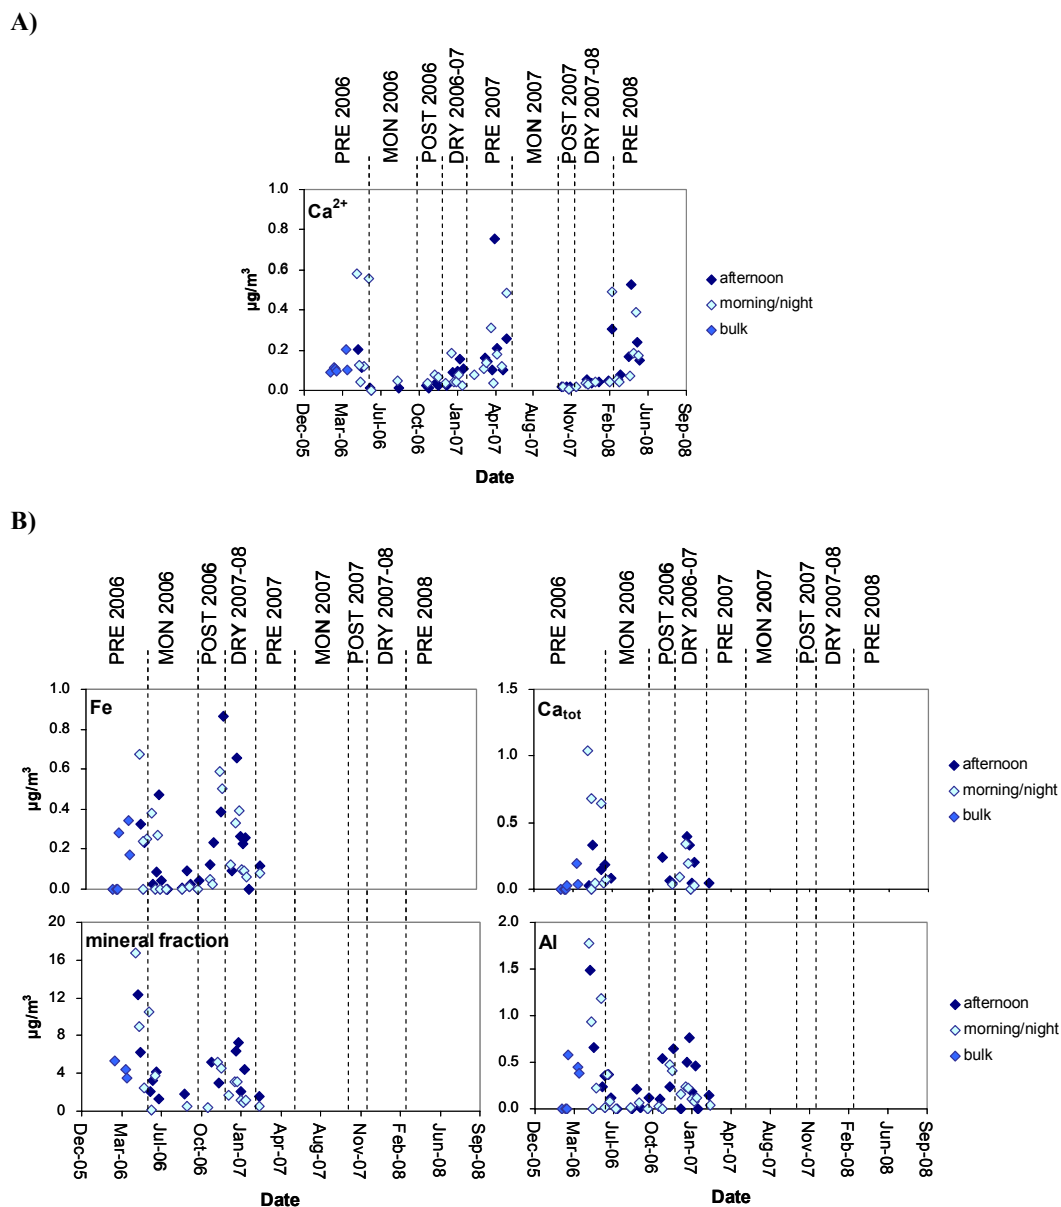 A)
PRE 2006
MON 2006
POST 2006
DRY 2006-07
PRE 2007
MON 2007
POST 2007
DRY 2007-08
PRE 2008
1.0
0.8
0.6
0.4
0.2
0.0
µg/m³
Ca²⁺
afternoon
morning/night
bulk
Dec-05
Mar-06
Jul-06
Oct-06
Jan-07
Apr-07
Aug-07
Nov-07
Feb-08
Jun-08
Sep-08
Date
B)
PRE 2006
MON 2006
POST 2006
DRY 2007-08
PRE 2007
MON 2007
POST 2007
DRY 2007-08
PRE 2008
PRE 2006
MON 2006
POST 2006
DRY 2006-07
PRE 2007
MON 2007
POST 2007
DRY 2007-08
PRE 2008
1.0
0.8
0.6
0.4
0.2
0.0
µg/m³
Fe
1.5
1.0
0.5
0.0
Ca_tot
afternoon
morning/night
bulk
20
16
12
8
4
0
µg/m³
mineral fraction
Dec-05
Mar-06
Jul-06
Oct-06
Jan-07
Apr-07
Aug-07
Nov-07
Feb-08
Jun-08
Sep-08
Date
2.0
1.5
1.0
0.5
0.0
Al
afternoon
morning/night
bulk
Dec-05
Mar-06
Jul-06
Oct-06
Jan-07
Apr-07
Aug-07
Nov-07
Feb-08
Jun-08
Sep-08
Date